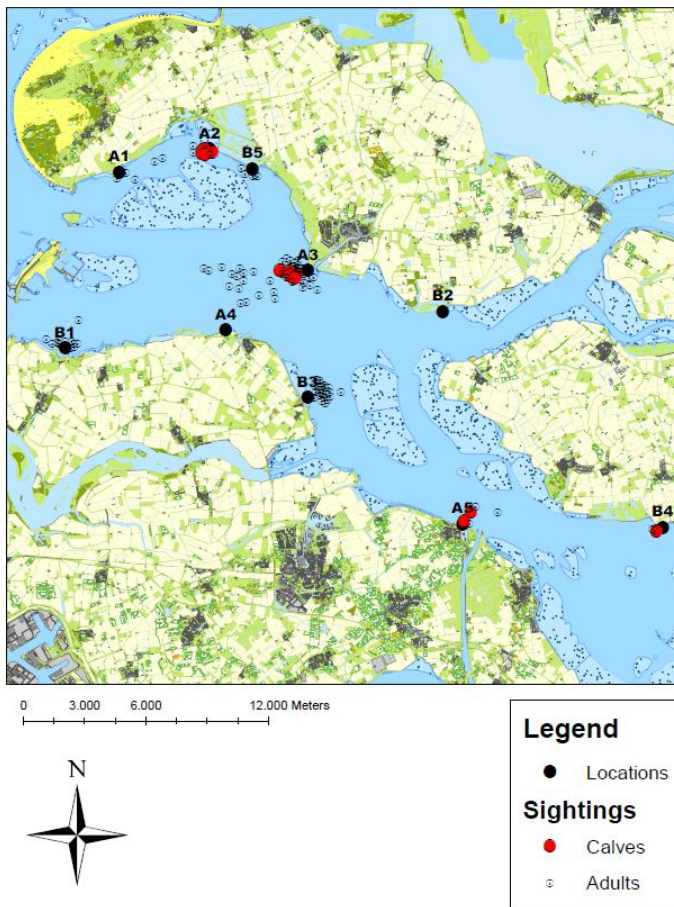 A2
A1
B5
A3
B2
A4
B1
B3
A5
B4
0 3.000 6.000 12.000 Meters
N
Legend
Locations
Sightings
Calves
Adults